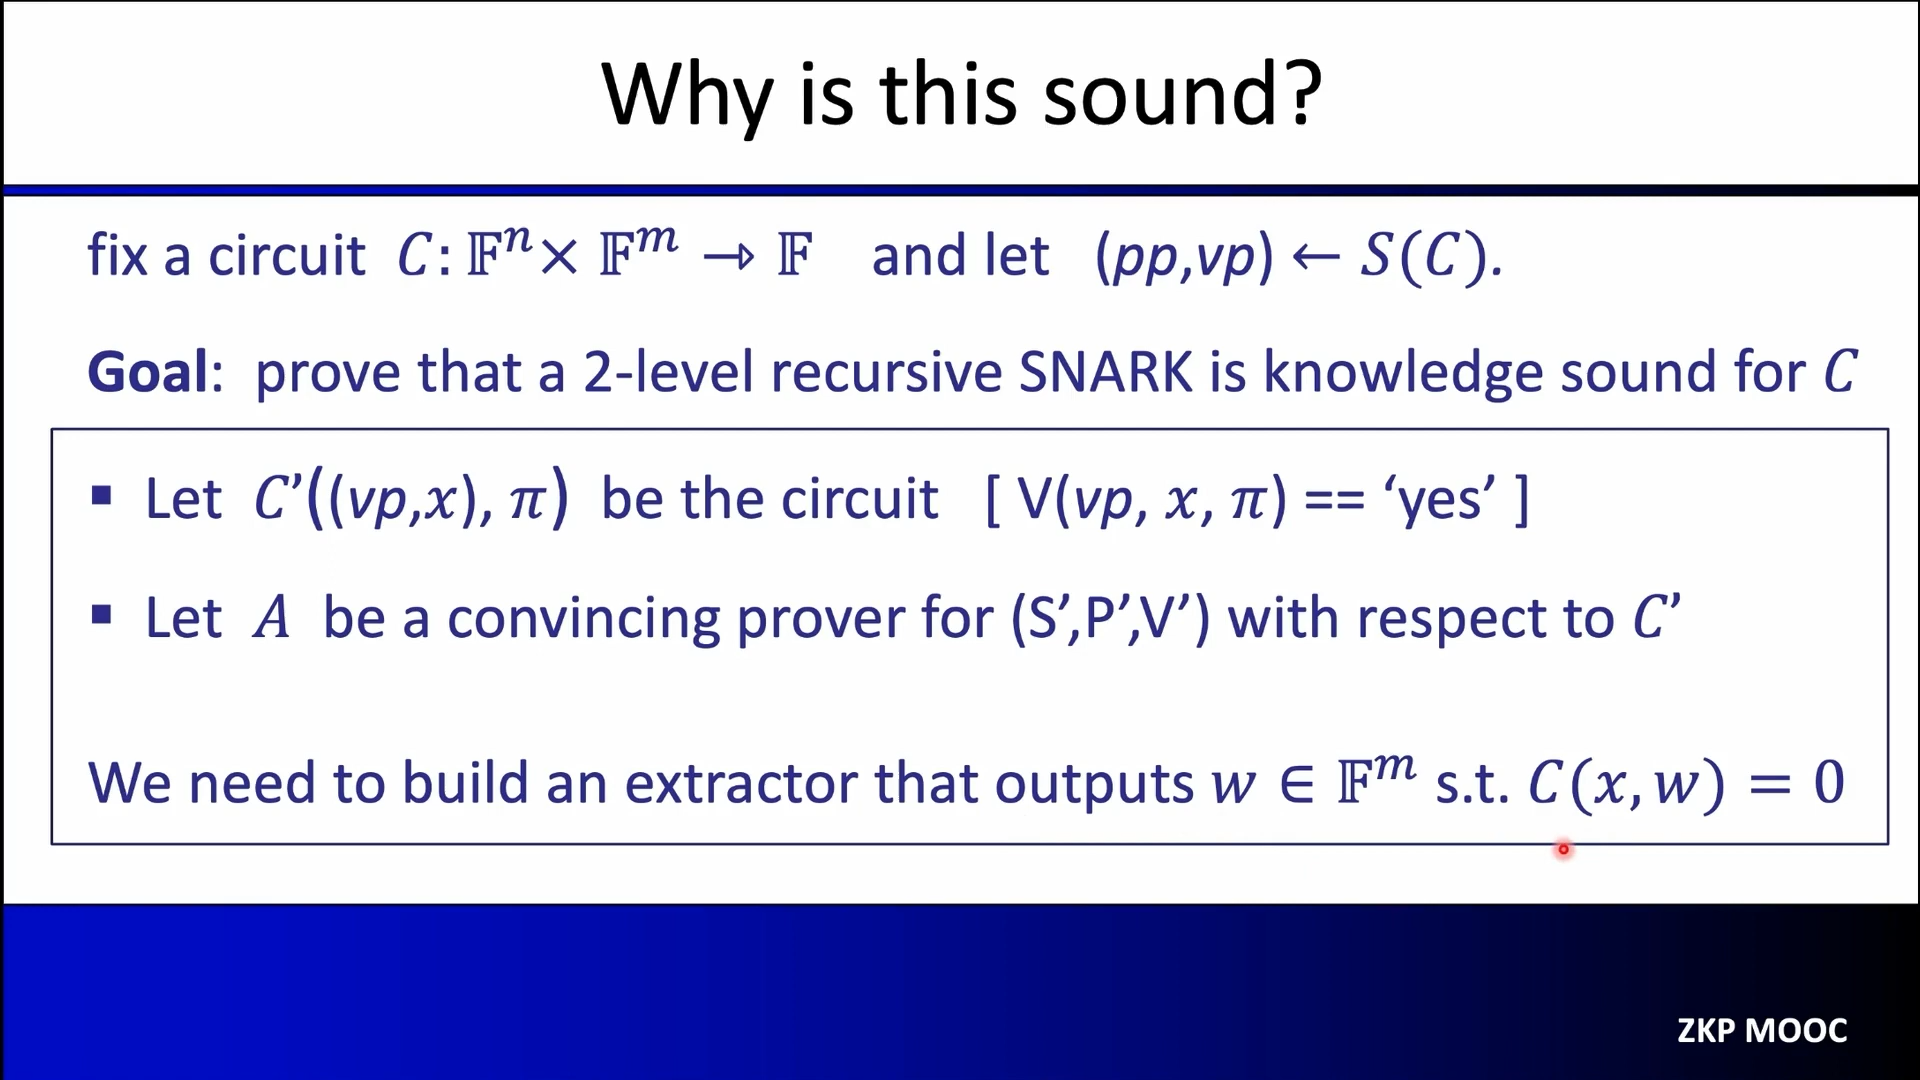 Why is this sound?
fix a circuit C: 𝔽ⁿ× 𝔽ᵐ → 𝔽 and let (pp,vp) ← S(C).
Goal: prove that a 2-level recursive SNARK is knowledge sound for C
▪ Let C’((vp,x), π) be the circuit [ V(vp, x, π) == ‘yes’ ]
▪ Let A be a convincing prover for (S’,P’,V’) with respect to C’
We need to build an extractor that outputs w ∈ 𝔽ᵐ s.t. C(x, w) = 0
ZKP MOOC